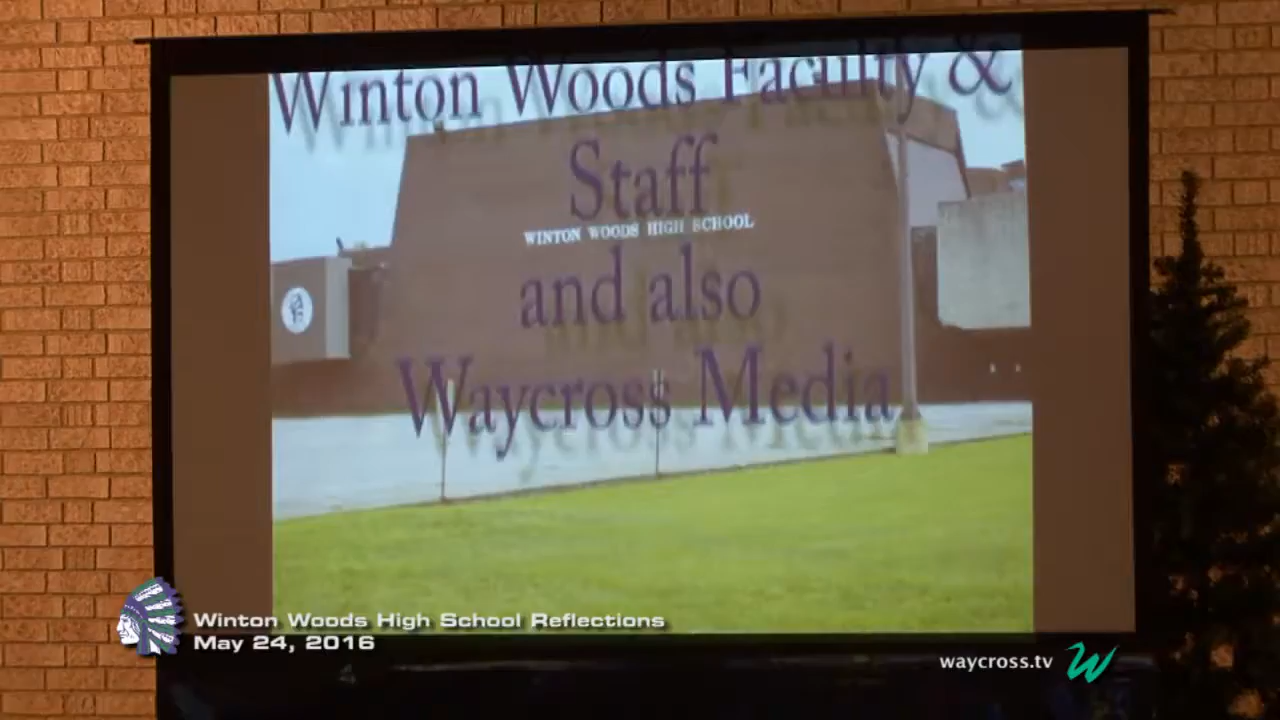 Winton Woods Faculty &
Staff
WINTON WOODS HIGH SCHOOL
and also
Waycross Media
Winton Woods High School Reflections
May 24, 2016
waycross.tv